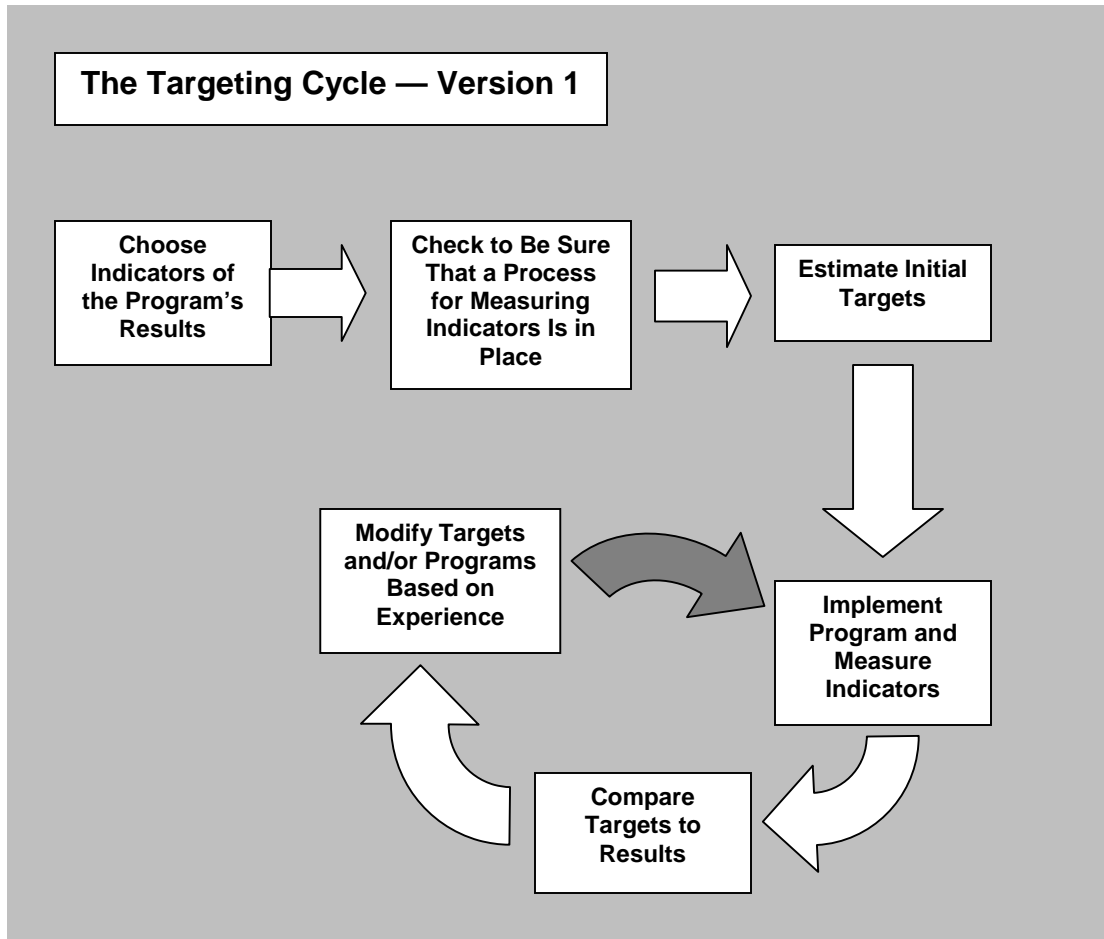 The Targeting Cycle — Version 1
Choose
Indicators of
the Program's
Results
Check to Be Sure
That a Process
for Measuring
Indicators Is in
Place
Estimate Initial
Targets
Implement
Program and
Measure
Indicators
Compare
Targets to
Results
Modify Targets
and/or Programs
Based on
Experience